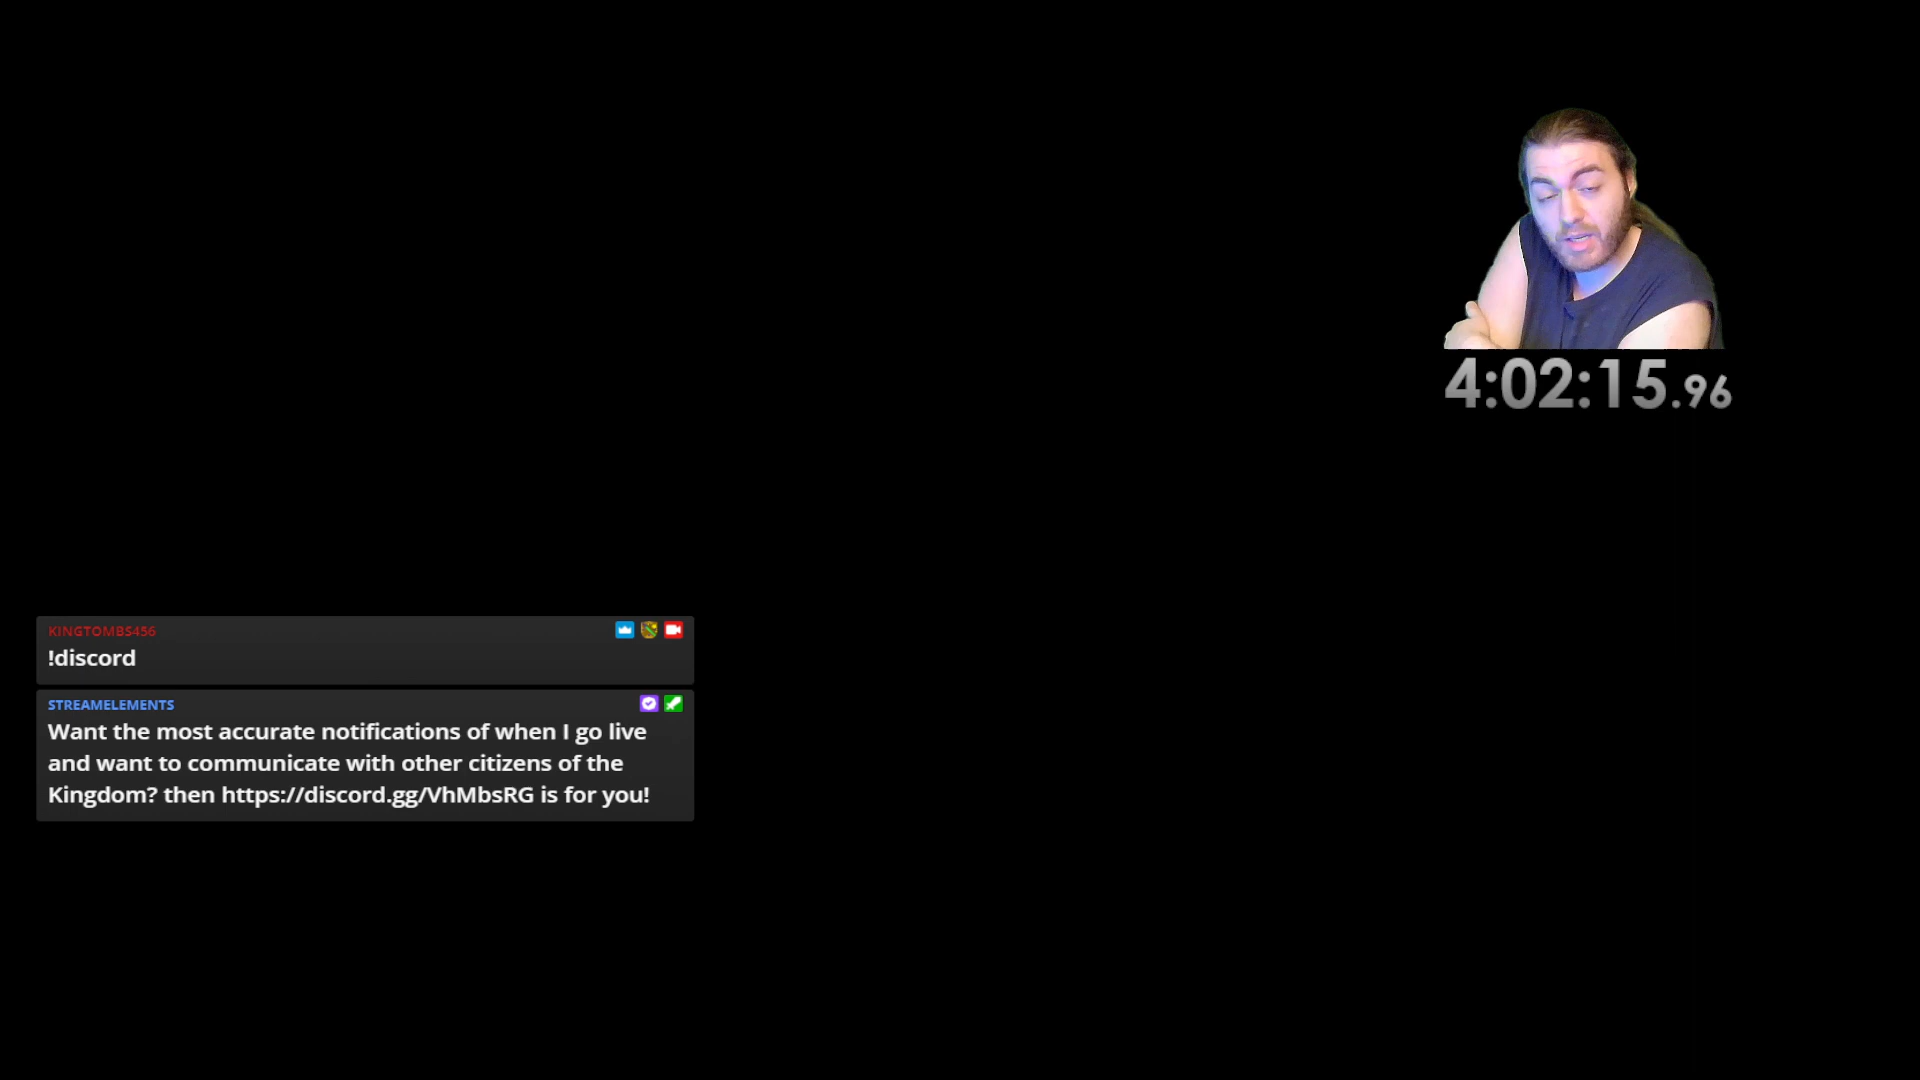 4:02:15.96
KINGTOMBS456
!discord
STREAMELEMENTS
Want the most accurate notifications of when I go live
and want to communicate with other citizens of the
Kingdom? then https://discord.gg/VhMbsRG is for you!